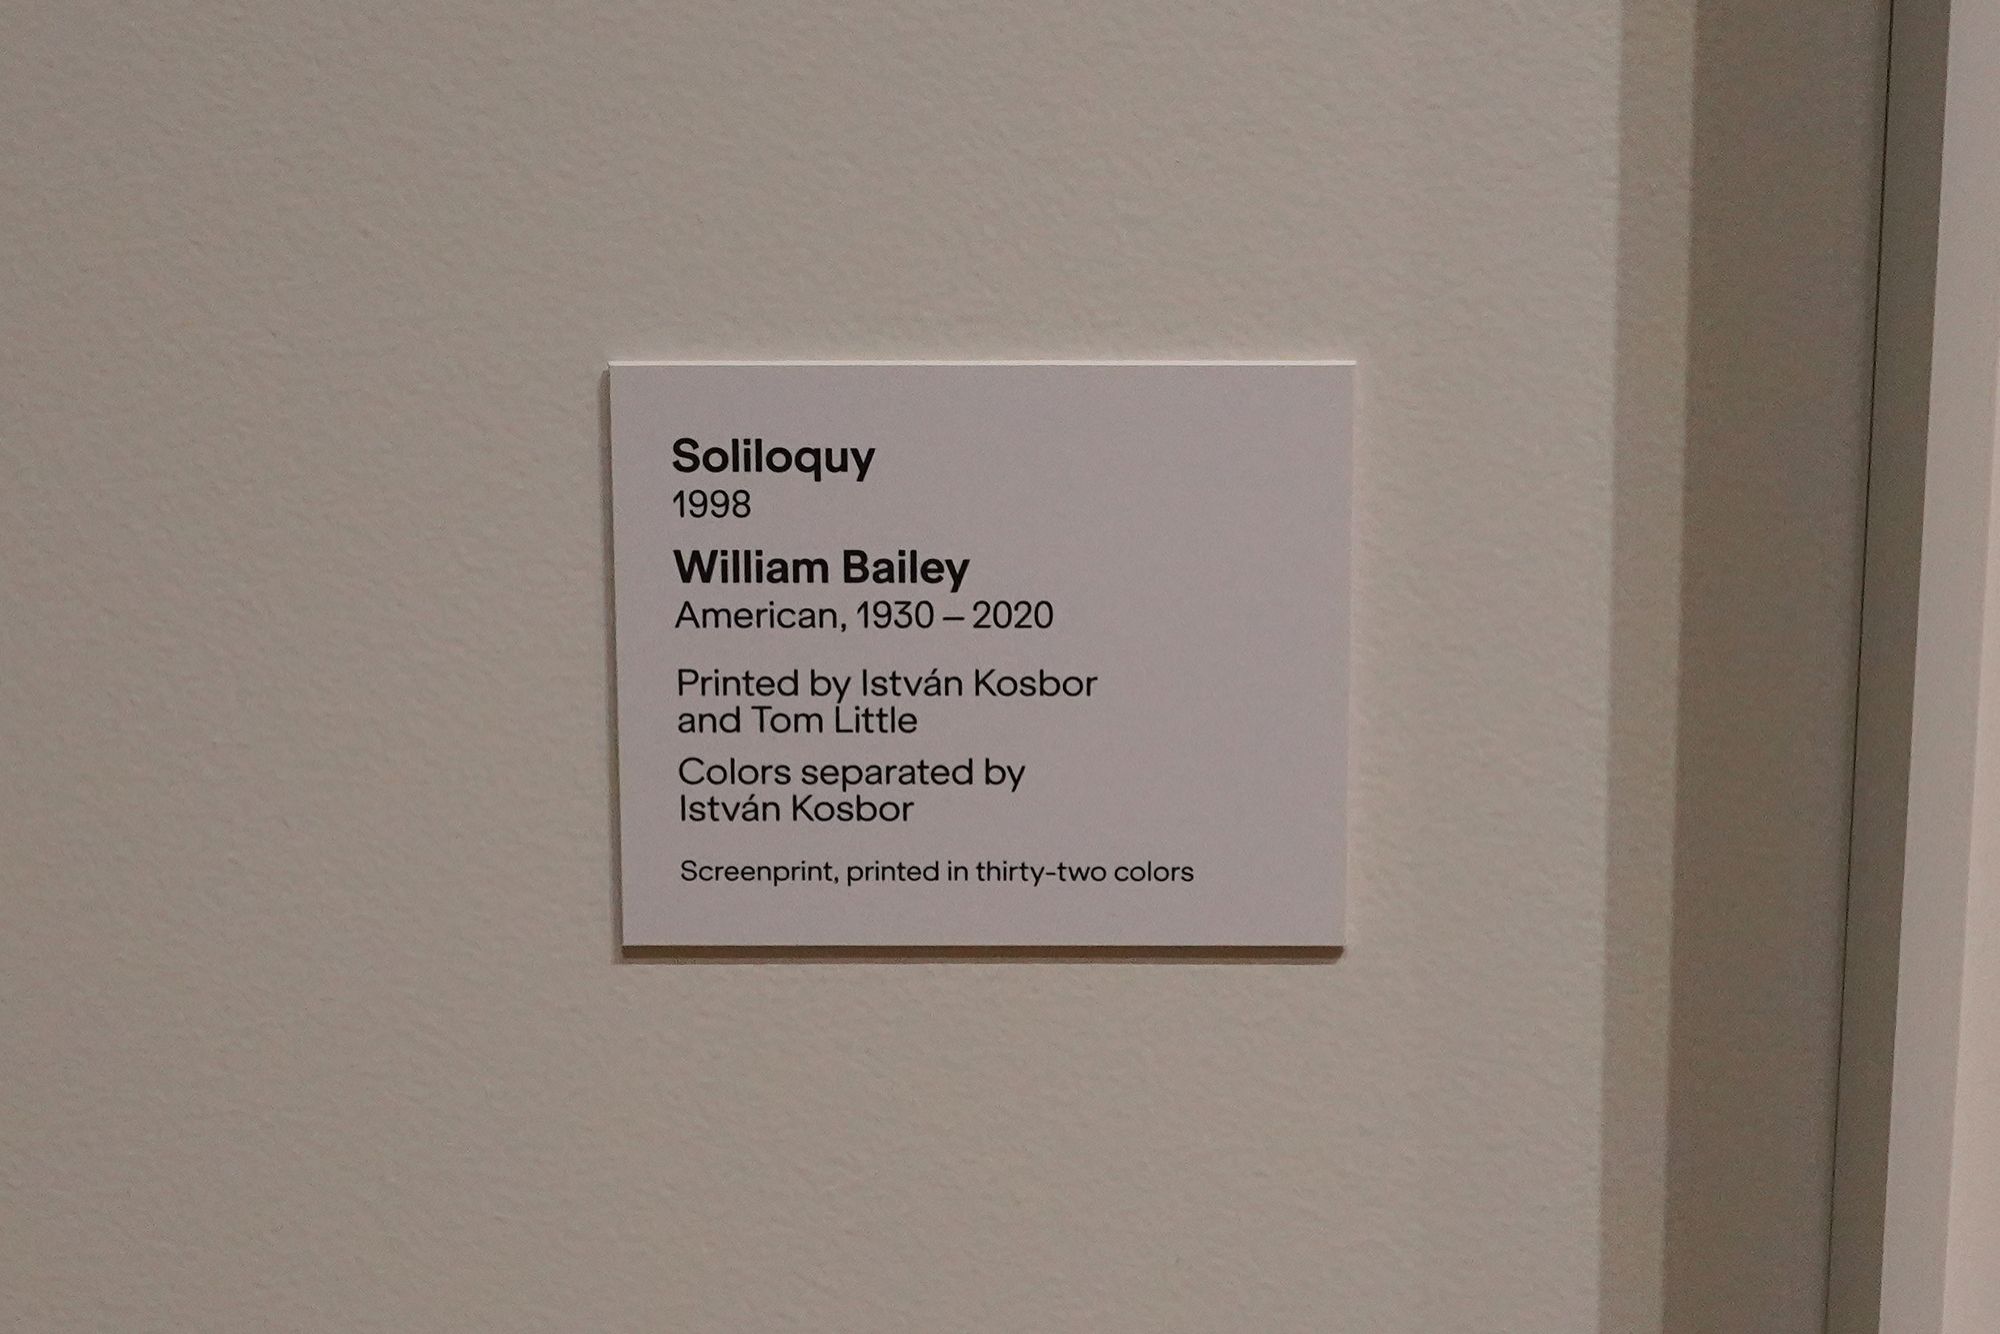 Soliloquy
1998
William Bailey
American, 1930 – 2020
Printed by István Kosbor
and Tom Little
Colors separated by
István Kosbor
Screenprint, printed in thirty-two colors